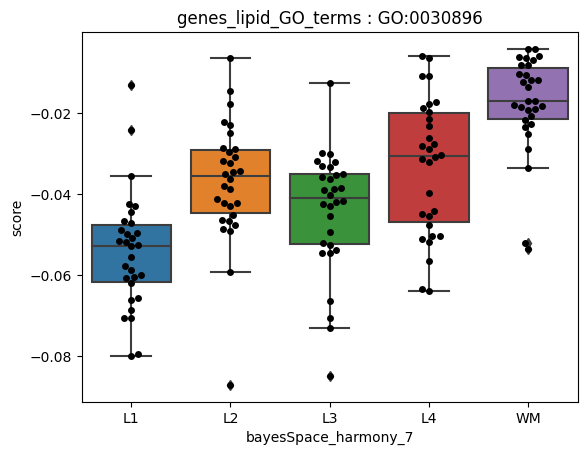 genes_lipid_GO_terms : GO:0030896
−0.02
−0.04
−0.06
−0.08
score
L1 L2 L3 L4 WM
bayesSpace_harmony_7